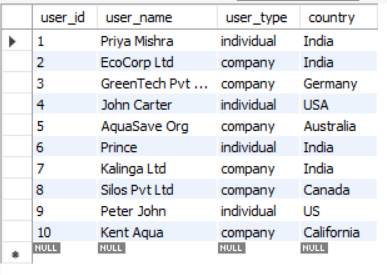 user_id user_name user_type country
1 Priya Mishra individual India
2 EcoCorp Ltd company India
3 GreenTech Pvt ... company Germany
4 John Carter individual USA
5 AquaSave Org company Australia
6 Prince individual India
7 Kalinga Ltd company India
8 Silos Pvt Ltd company Canada
9 Peter John individual US
10 Kent Aqua company California
NULL NULL NULL NULL